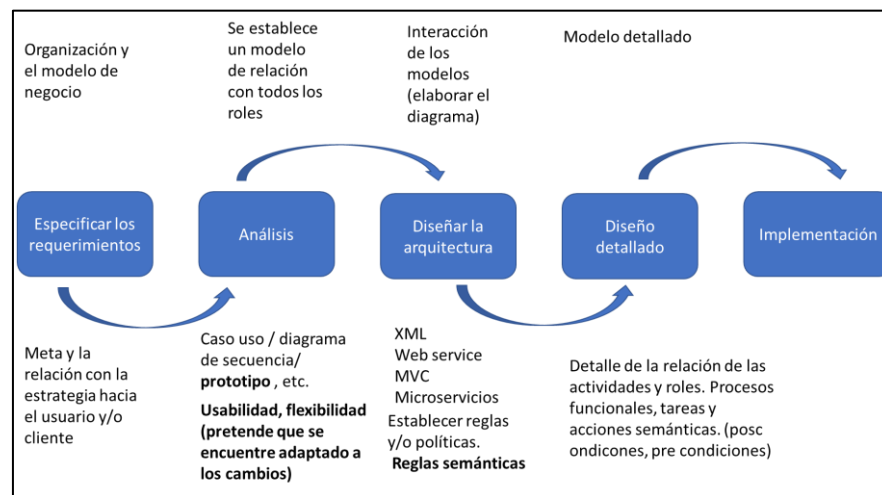 Organización y
el modelo de
negocio
Se establece
un modelo
de relación
con todos los
roles
Interacción
de los
modelos
(elaborar el
diagrama)
Modelo detallado
Especificar los
requerimientos
Análisis
Diseñar la
arquitectura
Diseño
detallado
Implementación
Meta y la
relación con la
estrategia hacia
el usuario y/o
cliente
Caso uso / diagrama
de secuencia/
prototipo , etc.
Usabilidad, flexibilidad
(pretende que se
encuentre adaptado a
los cambios)
XML
Web service
MVC
Microservicios
Establecer reglas
y/o políticas.
Reglas semánticas
Detalle de la relación de las
actividades y roles. Procesos
funcionales, tareas y
acciones semánticas. (posc
ondicones, pre condiciones)